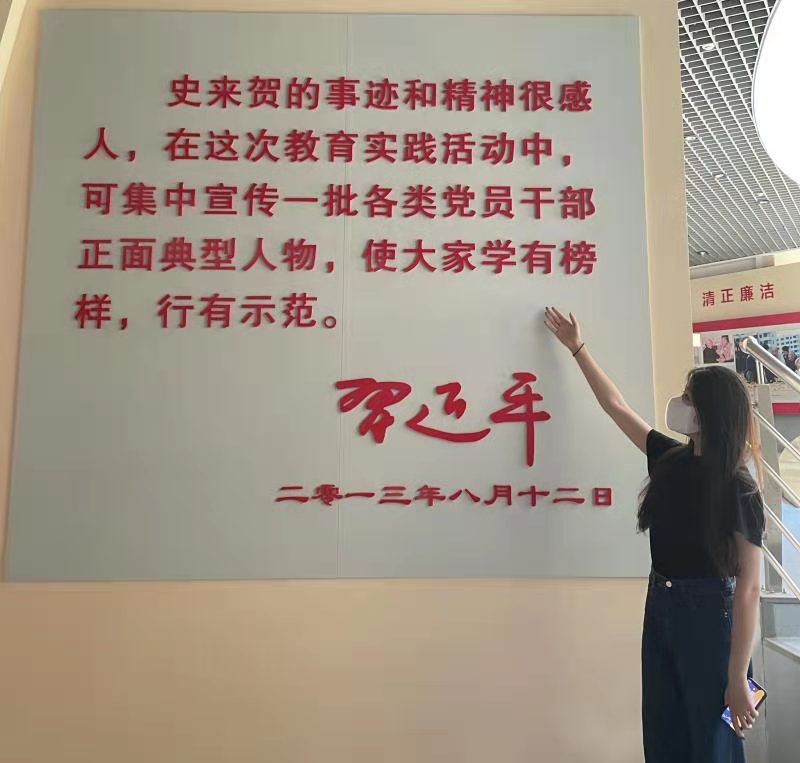 史来贺的事迹和精神很感
人，在这次教育实践活动中，
可集中宣传一批各类党员干部
正面典型人物，使大家学有榜
样，行有示范。
习近平
二零一三年八月十二日
清正廉洁